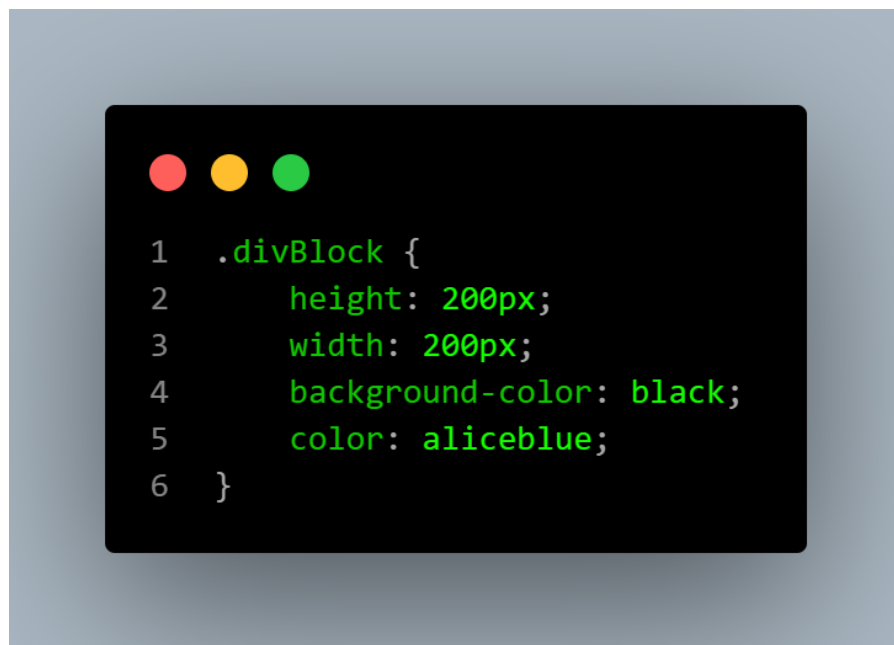 1 .divBlock {
2     height: 200px;
3     width: 200px;
4     background-color: black;
5     color: aliceblue;
6 }